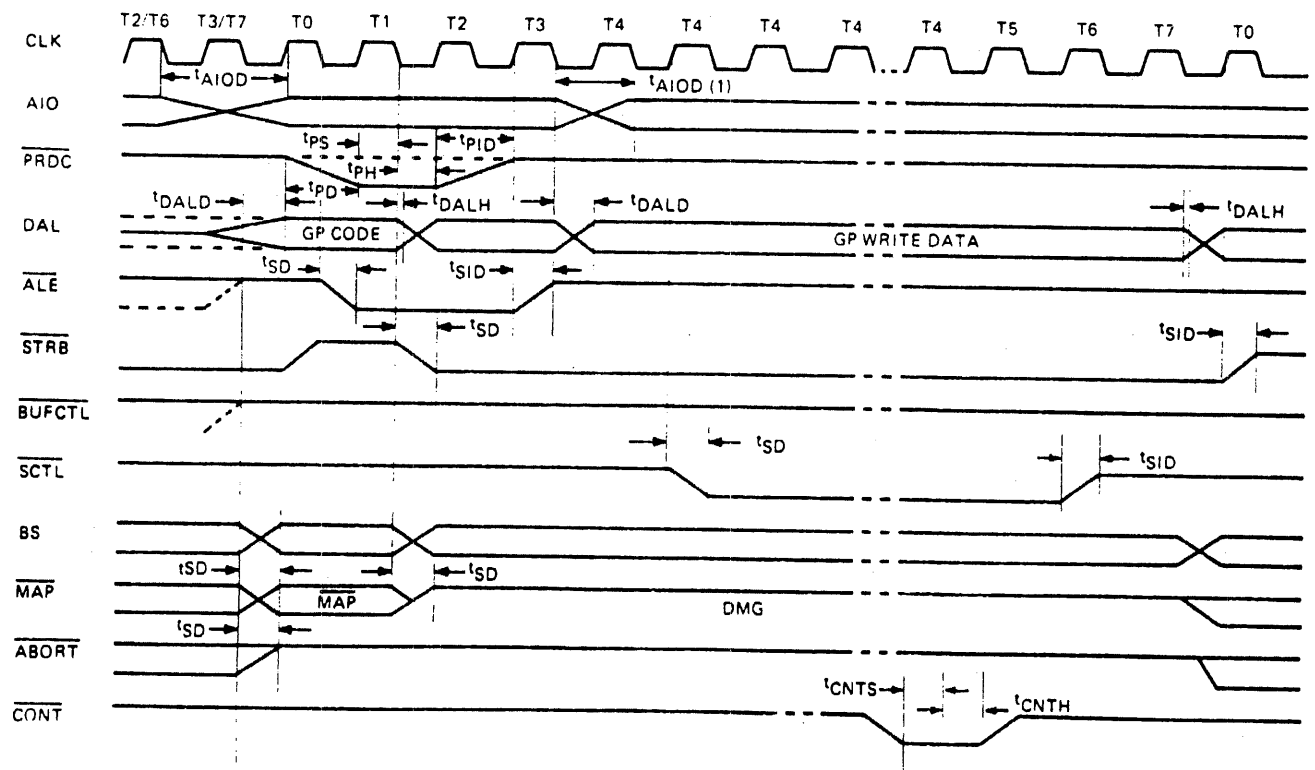 T2/T6 T3/T7 T0 T1 T2 T3 T4 T4 T4 T4 T4 T5 T6 T7 T0
CLK
tAIOD
tAIOD (1)
AIO
tPS
tPID
PRDC
tPH
tPD
tDALD
tDALH
tDALD
tDALH
DAL
GP CODE
GP WRITE DATA
tSD
tSID
ALE
tSD
STRB
tSID
BUFCTL
tSD
SCTL
tSID
BS
tSD
tSD
MAP
MAP
DMG
tSD
ABORT
tCNTS
tCNTH
CONT